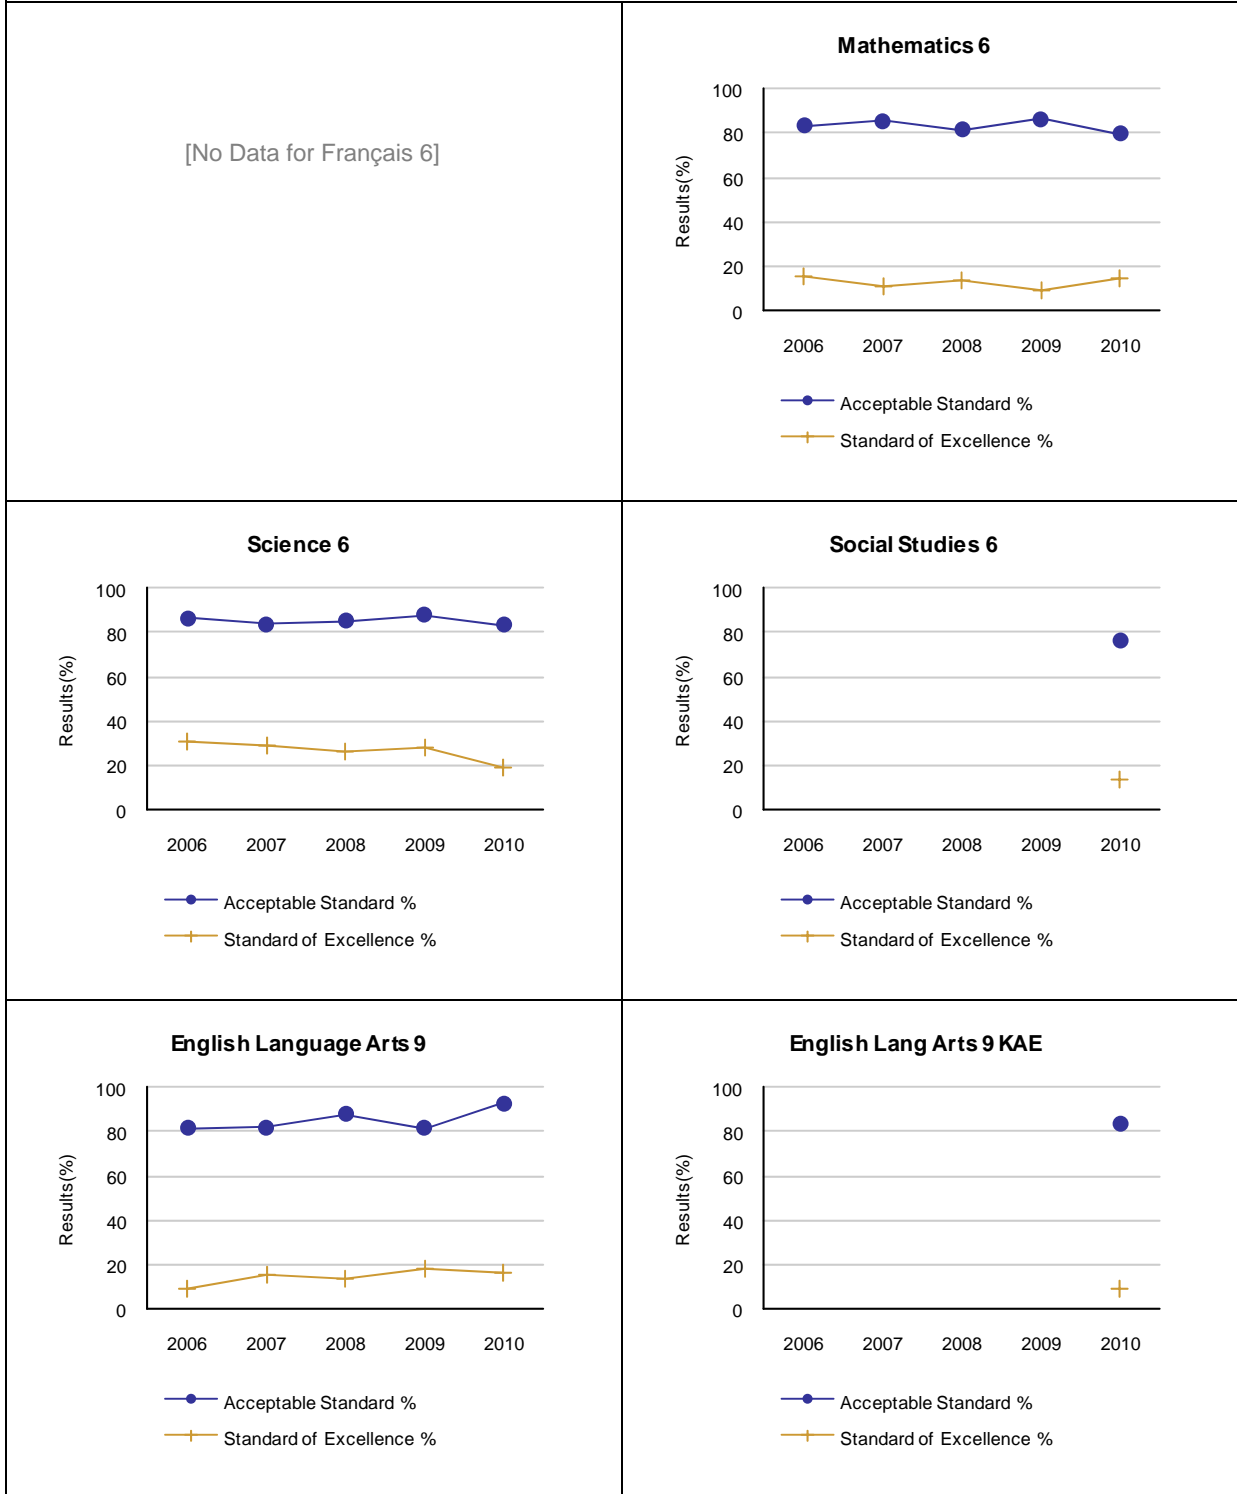 [No Data for Français 6]
Mathematics 6
100
80
60
40
20
0
Results(%)
2006 2007 2008 2009 2010
Acceptable Standard %
Standard of Excellence %
Science 6
100
80
60
40
20
0
Results(%)
2006 2007 2008 2009 2010
Acceptable Standard %
Standard of Excellence %
Social Studies 6
100
80
60
40
20
0
Results(%)
2006 2007 2008 2009 2010
Acceptable Standard %
Standard of Excellence %
English Language Arts 9
100
80
60
40
20
0
Results(%)
2006 2007 2008 2009 2010
Acceptable Standard %
Standard of Excellence %
English Lang Arts 9 KAE
100
80
60
40
20
0
Results(%)
2006 2007 2008 2009 2010
Acceptable Standard %
Standard of Excellence %